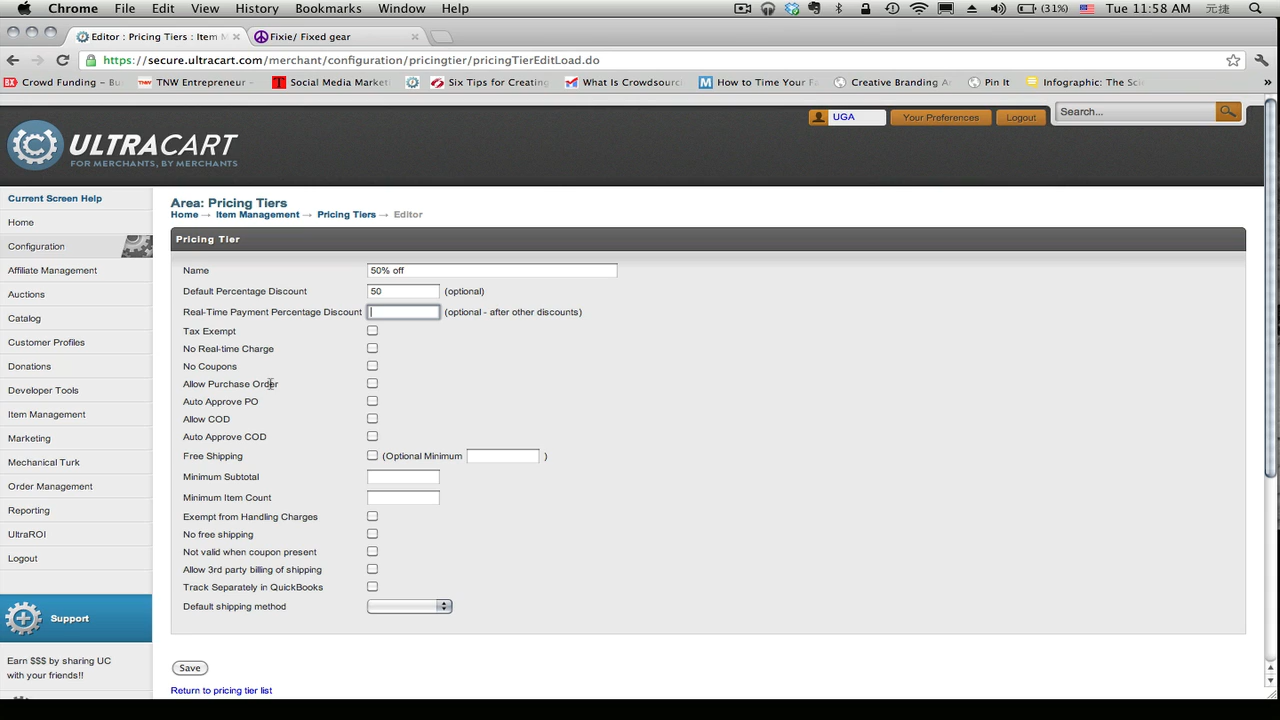 Chrome File Edit View History Bookmarks Window Help (31%) Tue 11:58 AM 元捷
Editor : Pricing Tiers : Item M × Fixie/ Fixed gear ×
https://secure.ultracart.com/merchant/configuration/pricingtier/pricingTierEditLoad.do
Crowd Funding – Bu TNW Entrepreneur - Social Media Market Six Tips for Creating What Is Crowdsourc How to Time Your Fa Creative Branding A Pin It Infographic: The Sci »
UGA Your Preferences Logout Search...
ULTRACART
FOR MERCHANTS, BY MERCHANTS
Current Screen Help
Home
Configuration
Affiliate Management
Auctions
Catalog
Customer Profiles
Donations
Developer Tools
Item Management
Marketing
Mechanical Turk
Order Management
Reporting
UltraROI
Logout
Support
Earn $$$ by sharing UC
with your friends!!
Area: Pricing Tiers
Home → Item Management → Pricing Tiers → Editor
Pricing Tier
Name 50% off
Default Percentage Discount 50 (optional)
Real-Time Payment Percentage Discount (optional - after other discounts)
Tax Exempt
No Real-time Charge
No Coupons
Allow Purchase Order
Auto Approve PO
Allow COD
Auto Approve COD
Free Shipping (Optional Minimum )
Minimum Subtotal
Minimum Item Count
Exempt from Handling Charges
No free shipping
Not valid when coupon present
Allow 3rd party billing of shipping
Track Separately in QuickBooks
Default shipping method
Save
Return to pricing tier list